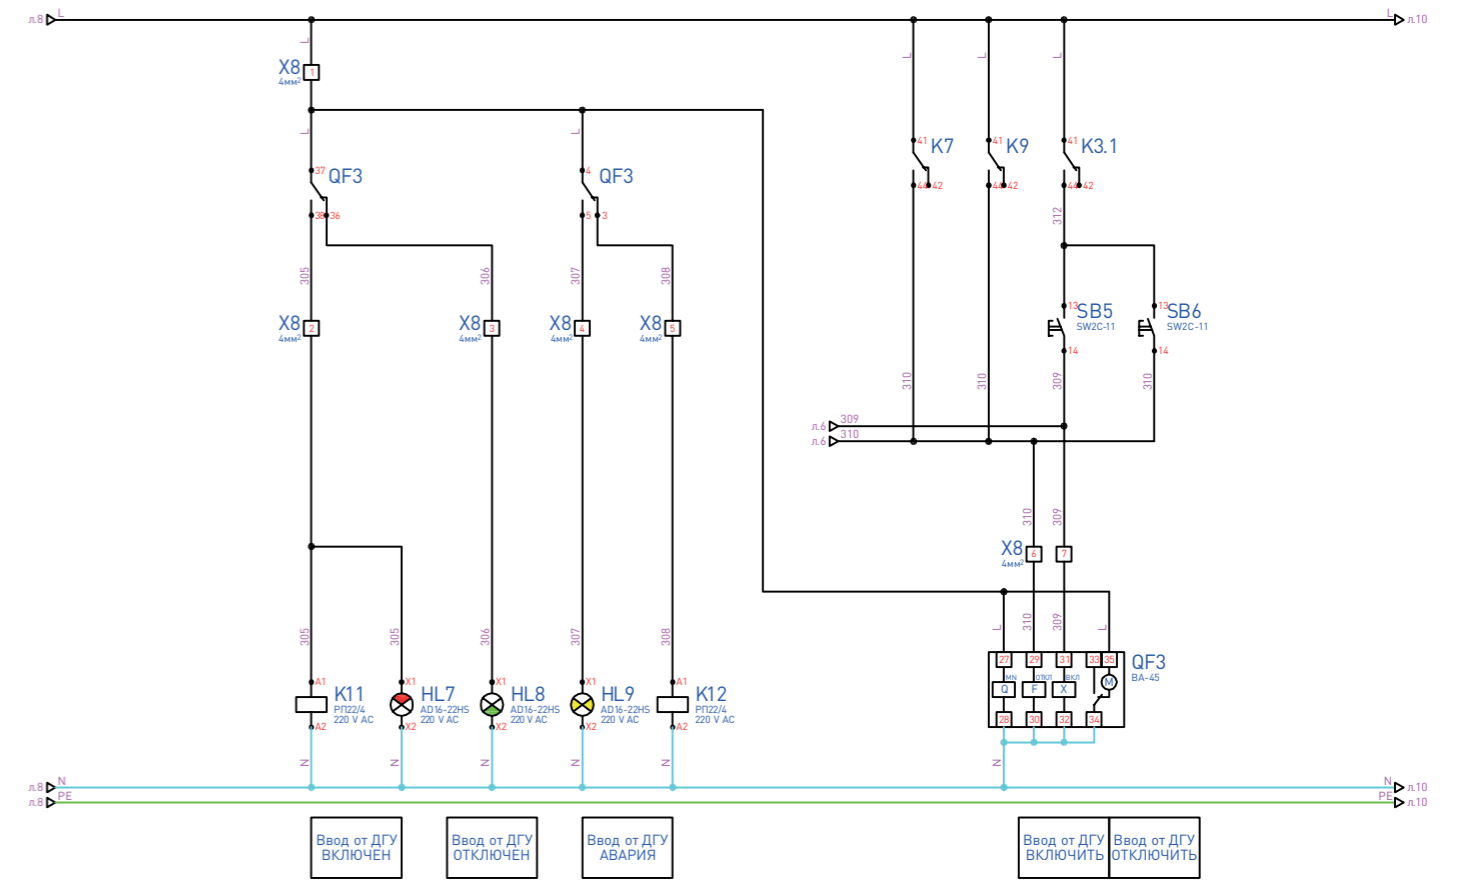 л.8 L
L л.10
L
X8 1
4мм²
L
L
L
L
L
37 QF3
38 36
4 QF3
5 3
41 K7
44 42
41 K9
44 42
41 K3.1
44 42
312
305
306
307
308
X8 2
4мм²
X8 3
4мм²
X8 4
4мм²
X8 5
4мм²
13 SB5
SW2C-11
14
13 SB6
SW2C-11
14
310
310
309
310
л.6 309
л.6 310
310
309
X8 6 7
4мм²
305
305
306
307
308
L
310
309
L
A1 K11
РП22/4
220 V AC
A2
X1 HL7
AD16-22HS
220 V AC
X2
X1 HL8
AD16-22HS
220 V AC
X2
X1 HL9
AD16-22HS
220 V AC
X2
A1 K12
РП22/4
220 V AC
A2
27 29 31 33 35 QF3
BA-45
MN ОТКЛ ВКЛ
Q F X M
28 30 32 34
N
N
N
N
N
N
л.8 N
N л.10
л.8 PE
PE л.10
Ввод от ДГУ
ВКЛЮЧЕН
Ввод от ДГУ
ОТКЛЮЧЕН
Ввод от ДГУ
АВАРИЯ
Ввод от ДГУ
ВКЛЮЧИТЬ
Ввод от ДГУ
ОТКЛЮЧИТЬ